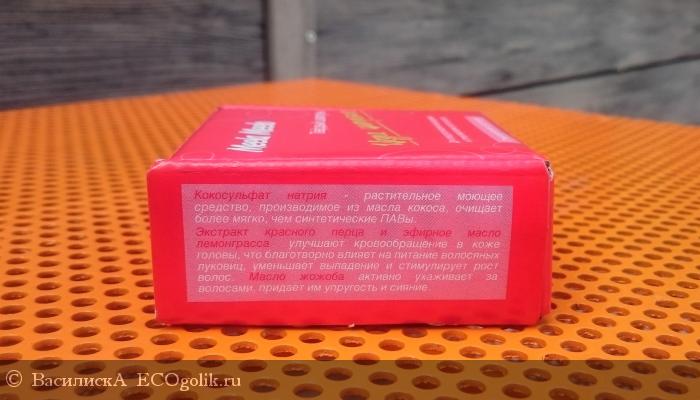 Meela Meelo
Кокосульфат натрия - растительное моющее
средство, производимое из масла кокоса, очищает
более мягко, чем синтетические ПАВы.
Экстракт красного перца и эфирное масло
лемонграсса улучшают кровообращение в коже
головы, что благотворно влияет на питание волосяных
луковиц, уменьшает выпадение и стимулирует рост
волос. Масло жожоба активно ухаживает за
волосами, придает им упругость и сияние.
© ВасилискА ECOgolik.ru